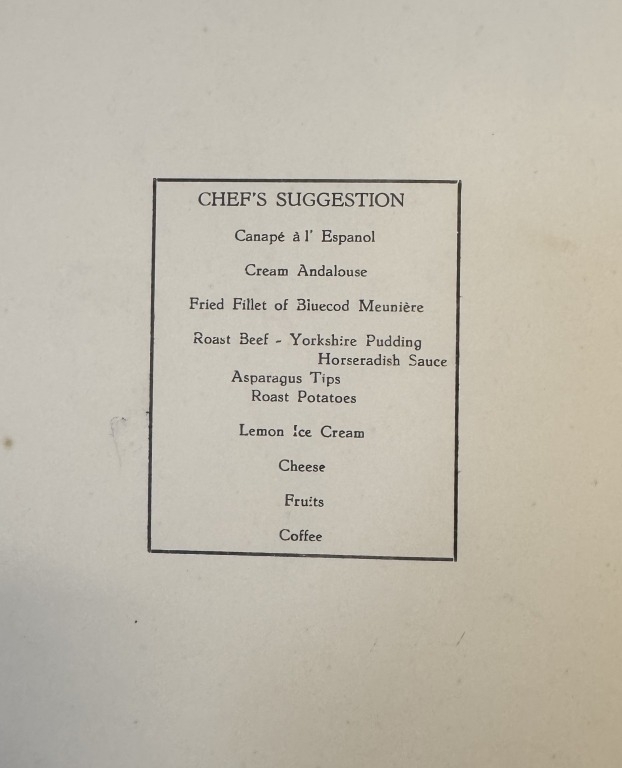 CHEF'S SUGGESTION
Canapé à l' Espanol
Cream Andalouse
Fried Fillet of Bluecod Meunière
Roast Beef - Yorkshire Pudding
Horseradish Sauce
Asparagus Tips
Roast Potatoes
Lemon Ice Cream
Cheese
Fruits
Coffee